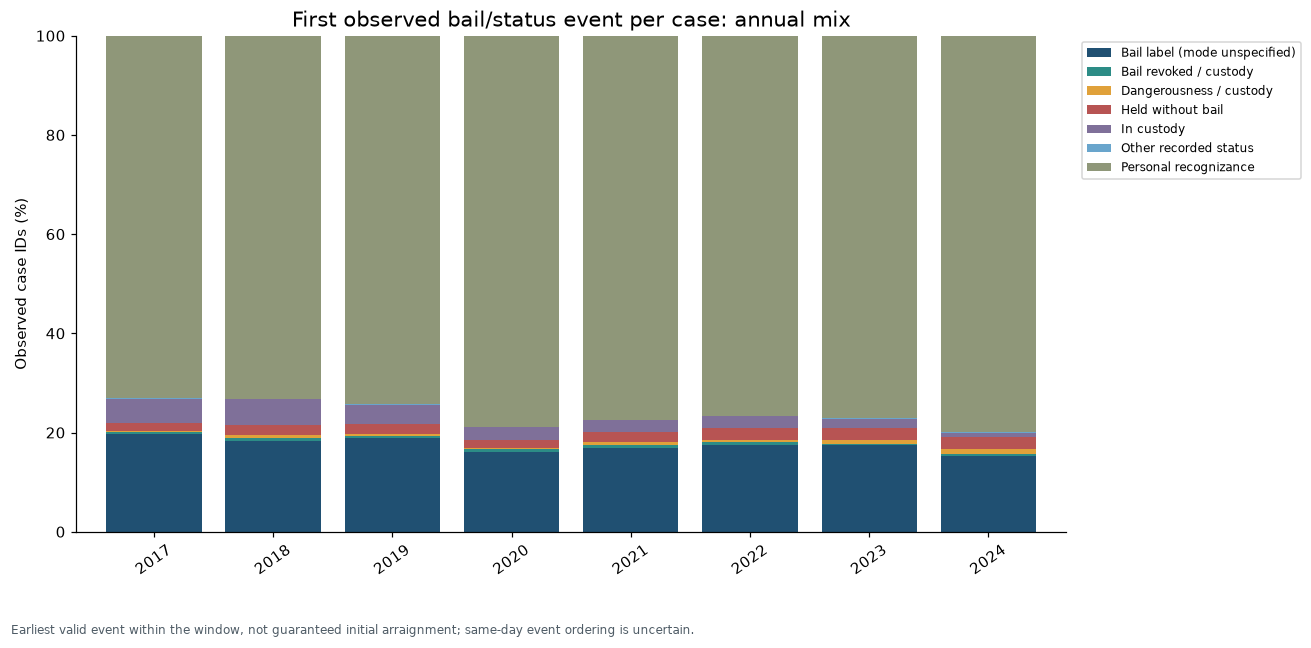 First observed bail/status event per case: annual mix
Observed case IDs (%)
100
80
60
40
20
0
2017
2018
2019
2020
2021
2022
2023
2024
Bail label (mode unspecified)
Bail revoked / custody
Dangerousness / custody
Held without bail
In custody
Other recorded status
Personal recognizance
Earliest valid event within the window, not guaranteed initial arraignment; same-day event ordering is uncertain.